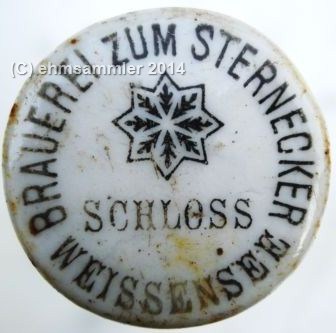 BRAUEREI ZUM STERNECKER
SCHLOSS
WEISSENSEE
(C) ehmsammler 2014